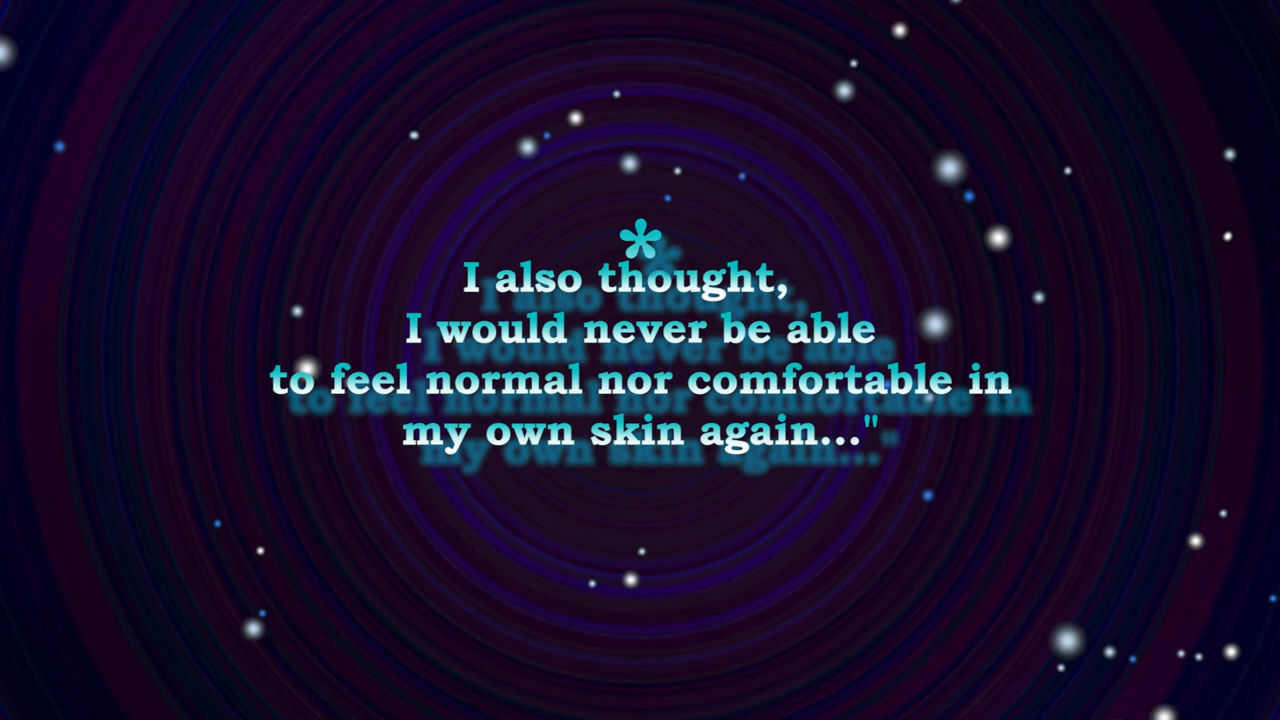 *
I also thought,
I would never be able
to feel normal nor comfortable in
my own skin again..."